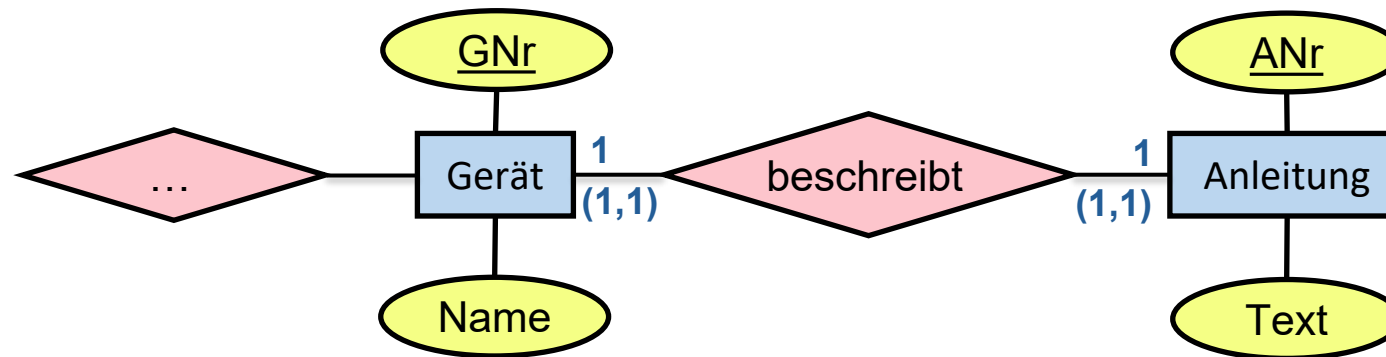 GNr
ANr
…
Gerät
1
(1,1)
beschreibt
1
(1,1)
Anleitung
Name
Text